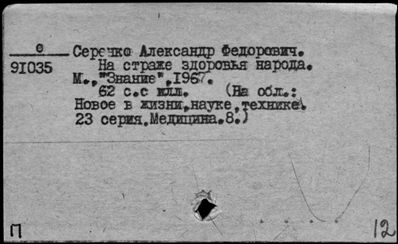 с Серенко Александр Федорович.
91035 На страже здоровья народа.
М.,"Знание",1967.
62 с.с илл. (На обл.:
Новое в жизни,науке,технике.
23 серия.Медицина.8.)
П 12